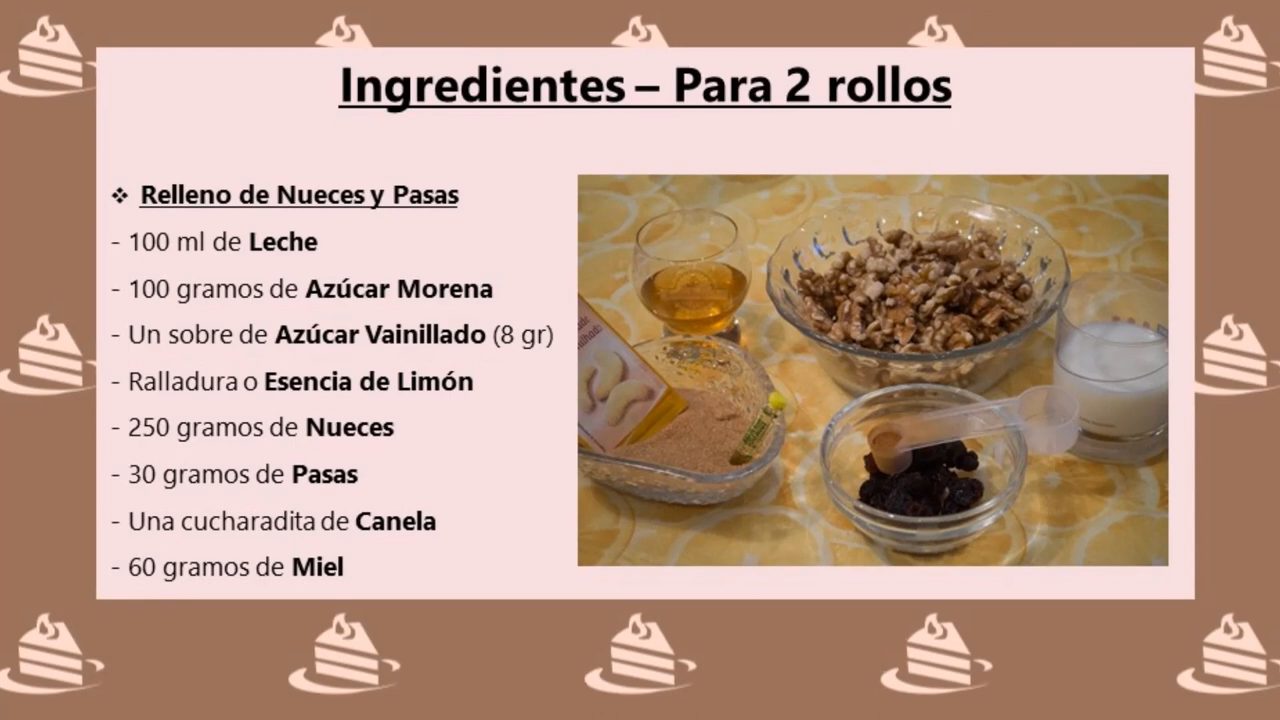 Ingredientes – Para 2 rollos
❖ Relleno de Nueces y Pasas
- 100 ml de Leche
- 100 gramos de Azúcar Morena
- Un sobre de Azúcar Vainillado (8 gr)
- Ralladura o Esencia de Limón
- 250 gramos de Nueces
- 30 gramos de Pasas
- Una cucharadita de Canela
- 60 gramos de Miel